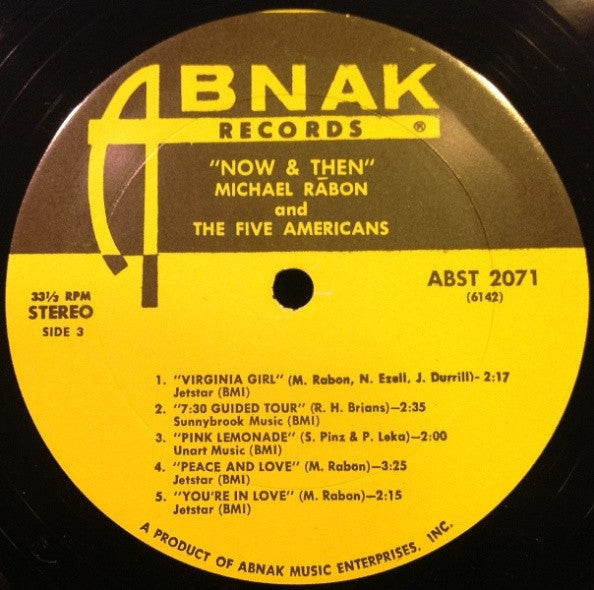 ABNAK
RECORDS ®
"NOW & THEN"
MICHAEL RĀBON
and
THE FIVE AMERICANS
33⅓ RPM
STEREO
SIDE 3
ABST 2071
(6142)
1. "VIRGINIA GIRL" (M. Rabon, N. Ezell, J. Durrill)- 2:17
Jetstar (BMI)
2. "7:30 GUIDED TOUR" (R. H. Brians)—2:35
Sunnybrook Music (BMI)
3. "PINK LEMONADE" (S. Pinz & P. Leka)—2:00
Unart Music (BMI)
4. "PEACE AND LOVE" (M. Rabon)—3:25
Jetstar (BMI)
5. "YOU'RE IN LOVE" (M. Rabon)—2:15
Jetstar (BMI)
A PRODUCT OF ABNAK MUSIC ENTERPRISES, INC.